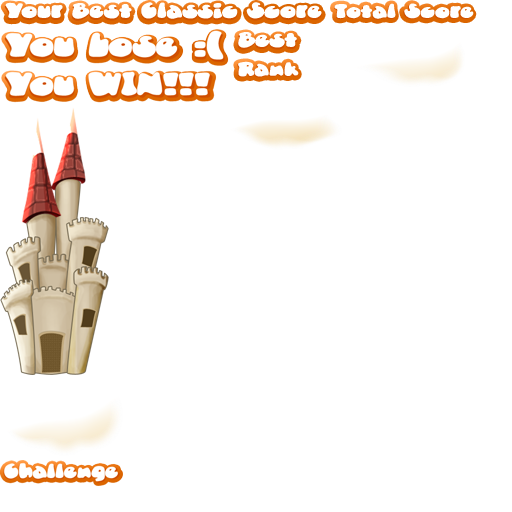 Your Best Classic Score Total Score
You lose :(
Best
You WIN!!!
Rank
Challenge